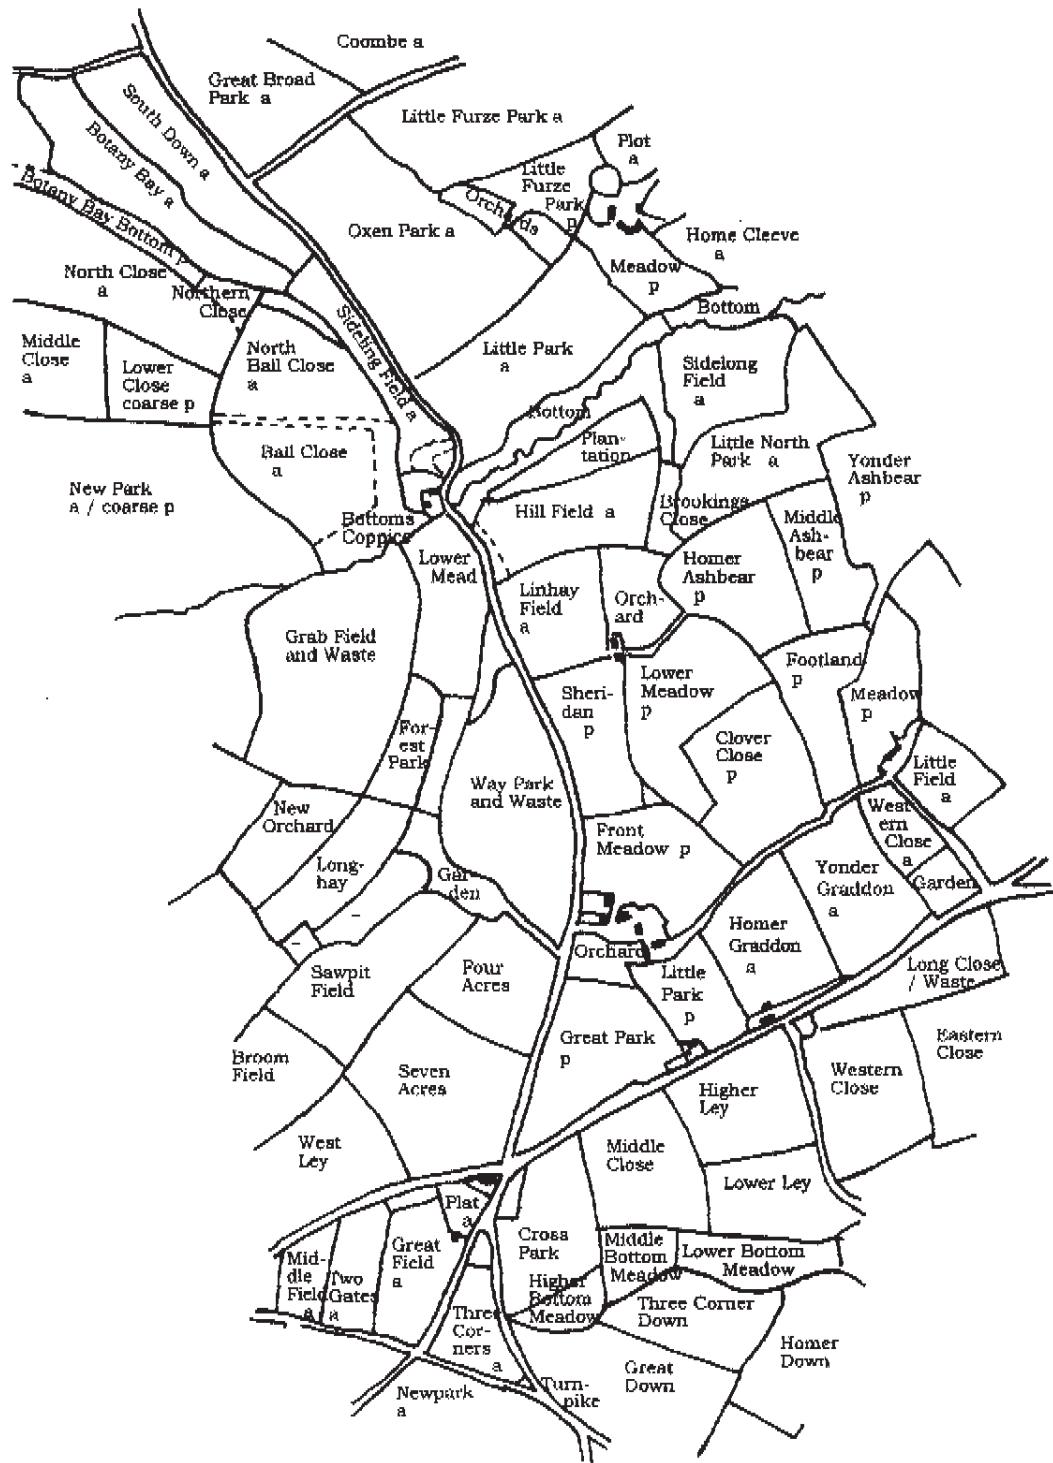 Coombe a
Great Broad
Park a
South Down a
Little Furze Park a
Plot
a
Botany Bay a
Little
Furze
Park
p
Orchards
Botany Bay Bottom p
Oxen Park a
Home Cleeve
a
Meadow
p
North Close
a
Northern
Close
Bottom
Sideling Field a
Middle
Close
a
Lower
Close
coarse p
North
Ball Close
a
Little Park
a
Sidelong
Field
a
Bottom
Plan-
tation
Little North
Park a
Ball Close
a
Yonder
Ashbear
p
New Park
a / coarse p
Bottoms
Coppice
Hill Field a
Brookings
Close
Middle
Ash-
bear
p
Lower
Mead
Homer
Ashbear
p
Linhay
Field
a
Orch-
ard
Grab Field
and Waste
Footland
p
Lower
Meadow
p
Sheri-
dan
p
Meadow
p
For-
est
Park
Clover
Close
p
Little
Field
a
Way Park
and Waste
New
Orchard
West-
ern
Close
a
Front
Meadow p
Long-
hay
Gar-
den
Yonder
Graddon
a
Garden
Homer
Graddon
a
Orchard
Sawpit
Field
Four
Acres
Little
Park
p
Long Close
/ Waste
Great Park
p
Eastern
Close
Broom
Field
Seven
Acres
Western
Close
Higher
Ley
West
Ley
Middle
Close
Lower Ley
Plat
a
Great
Field
a
Cross
Park
Middle
Bottom
Meadow
Lower Bottom
Meadow
Mid-
dle
Field
a
Two
Gates
a
Higher
Bottom
Meadow
Three Corner
Down
Three
Cor-
ners
a
Homer
Down
Great
Down
Newpark
a
Turn-
pike